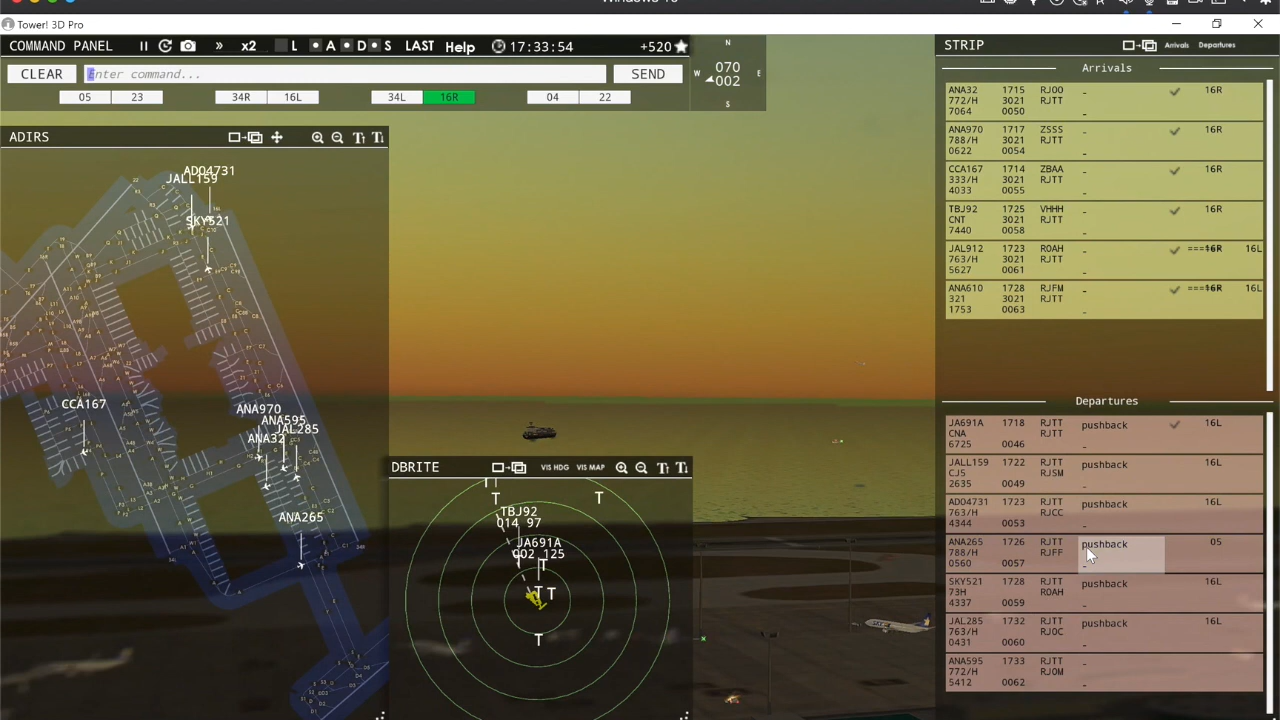 Tower! 3D Pro
COMMAND PANEL » x2 L A D S LAST Help 17:33:54 +520
CLEAR Enter command... SEND
05 23 34R 16L 34L 16R 04 22
N
W 070 E
002
S
ADIRS
ADO4731
JALL159
SKY521
CCA167
ANA970
ANA595
JAL285
ANA32
ANA265
DBRITE VIS HDG VIS MAP
TBJ92
014 97
JA691A
002 125
STRIP Arrivals Departures
Arrivals
ANA32 1715 RJOO - 16R
772/H 3021 RJTT
7064 0050 -
ANA970 1717 ZSSS - 16R
788/H 3021 RJTT
0622 0054 -
CCA167 1714 ZBAA - 16R
333/H 3021 RJTT
4033 0055 -
TBJ92 1725 VHHH - 16R
CNT RJTT
7440 0058 -
JAL912 1723 ROAH - 16R 16L
763/H 3021 RJTT
5627 0061 -
ANA610 1728 RJFM - 16R 16L
321 3021 RJTT
1753 0063 -
Departures
JA691A 1718 RJTT pushback 16L
CNA RJTT
6725 0046 -
JALL159 1722 RJTT pushback 16L
CJ5 RJSM
2635 0049 -
ADO4731 1723 RJTT pushback 16L
763/H RJCC
4344 0053 -
ANA265 1726 RJTT pushback 05
788/H RJFF
0560 0057 -
SKY521 1728 RJTT pushback 16L
73H ROAH
4337 0059 -
JAL285 1732 RJTT pushback 16L
763/H RJOC
0431 0060 -
ANA595 1733 RJTT -
772/H RJOM
5412 0062 -